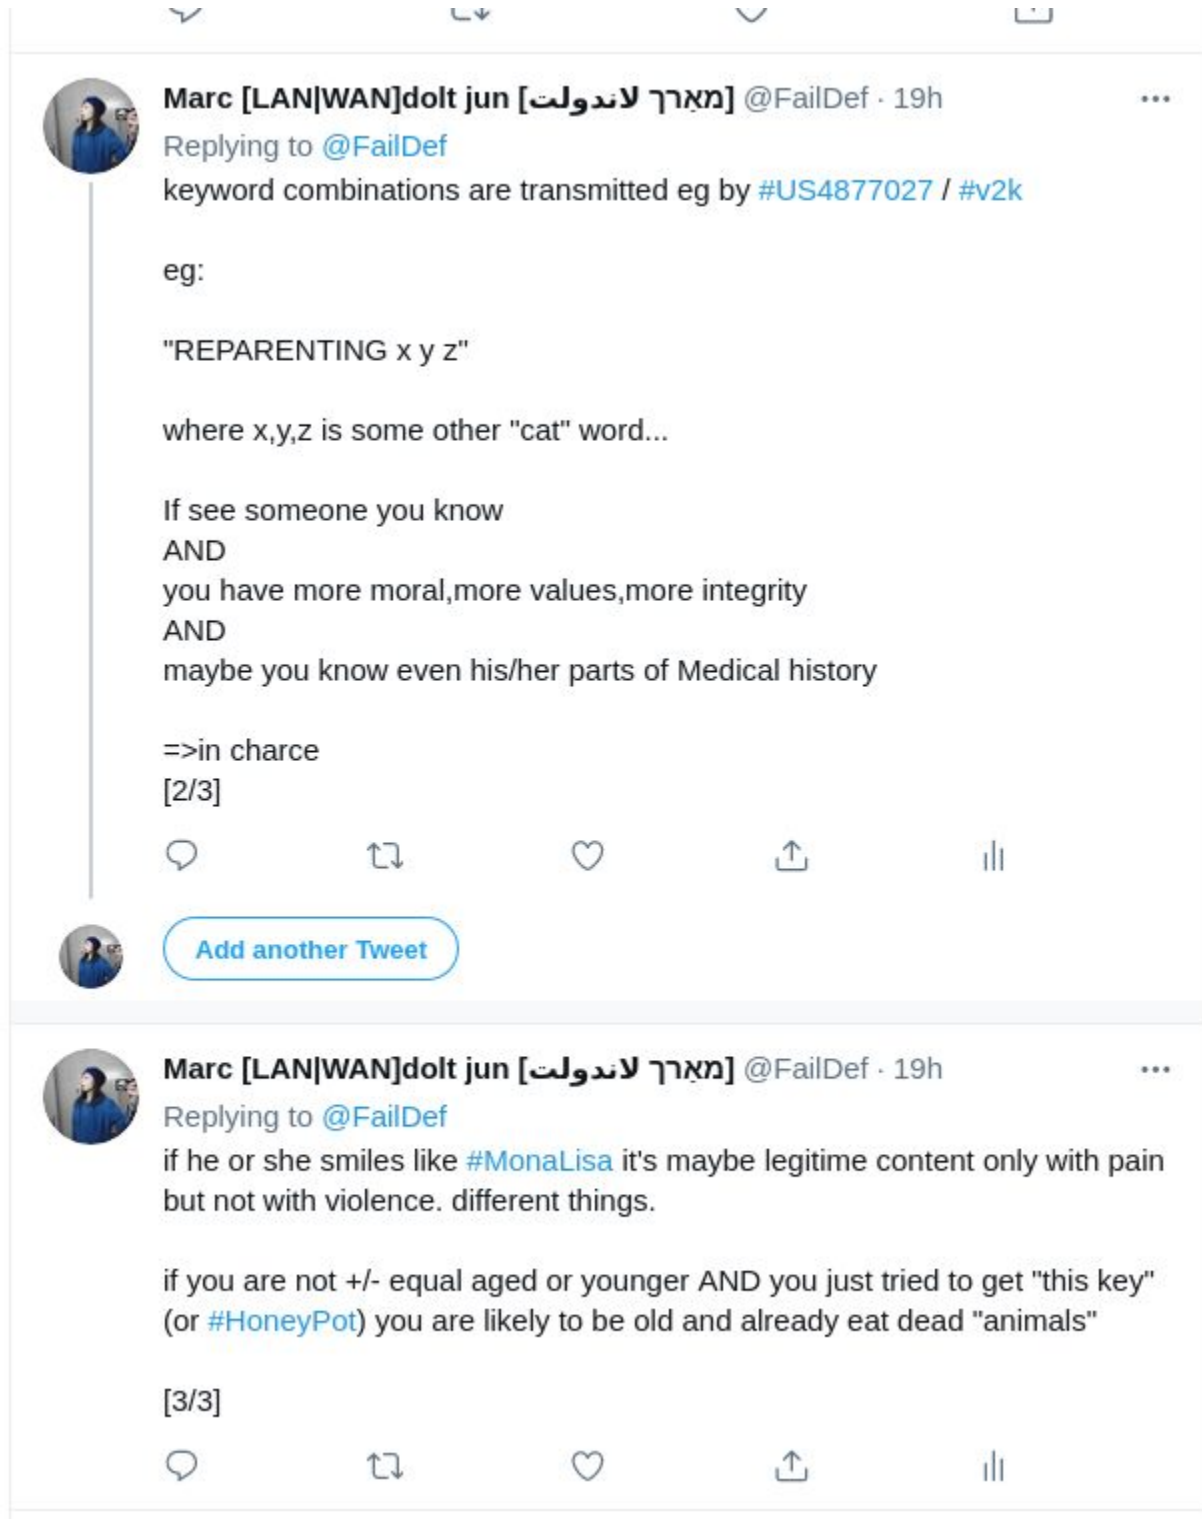 Marc [LAN|WAN]dolt jun [מאַרך لاندولت] @FailDef · 19h
Replying to @FailDef
keyword combinations are transmitted eg by #US4877027 / #v2k
eg:
"REPARENTING x y z"
where x,y,z is some other "cat" word...
If see someone you know
AND
you have more moral,more values,more integrity
AND
maybe you know even his/her parts of Medical history
=>in charce
[2/3]
Add another Tweet
Marc [LAN|WAN]dolt jun [מאַרך لاندولت] @FailDef · 19h
Replying to @FailDef
if he or she smiles like #MonaLisa it's maybe legitime content only with pain
but not with violence. different things.
if you are not +/- equal aged or younger AND you just tried to get "this key"
(or #HoneyPot) you are likely to be old and already eat dead "animals"
[3/3]